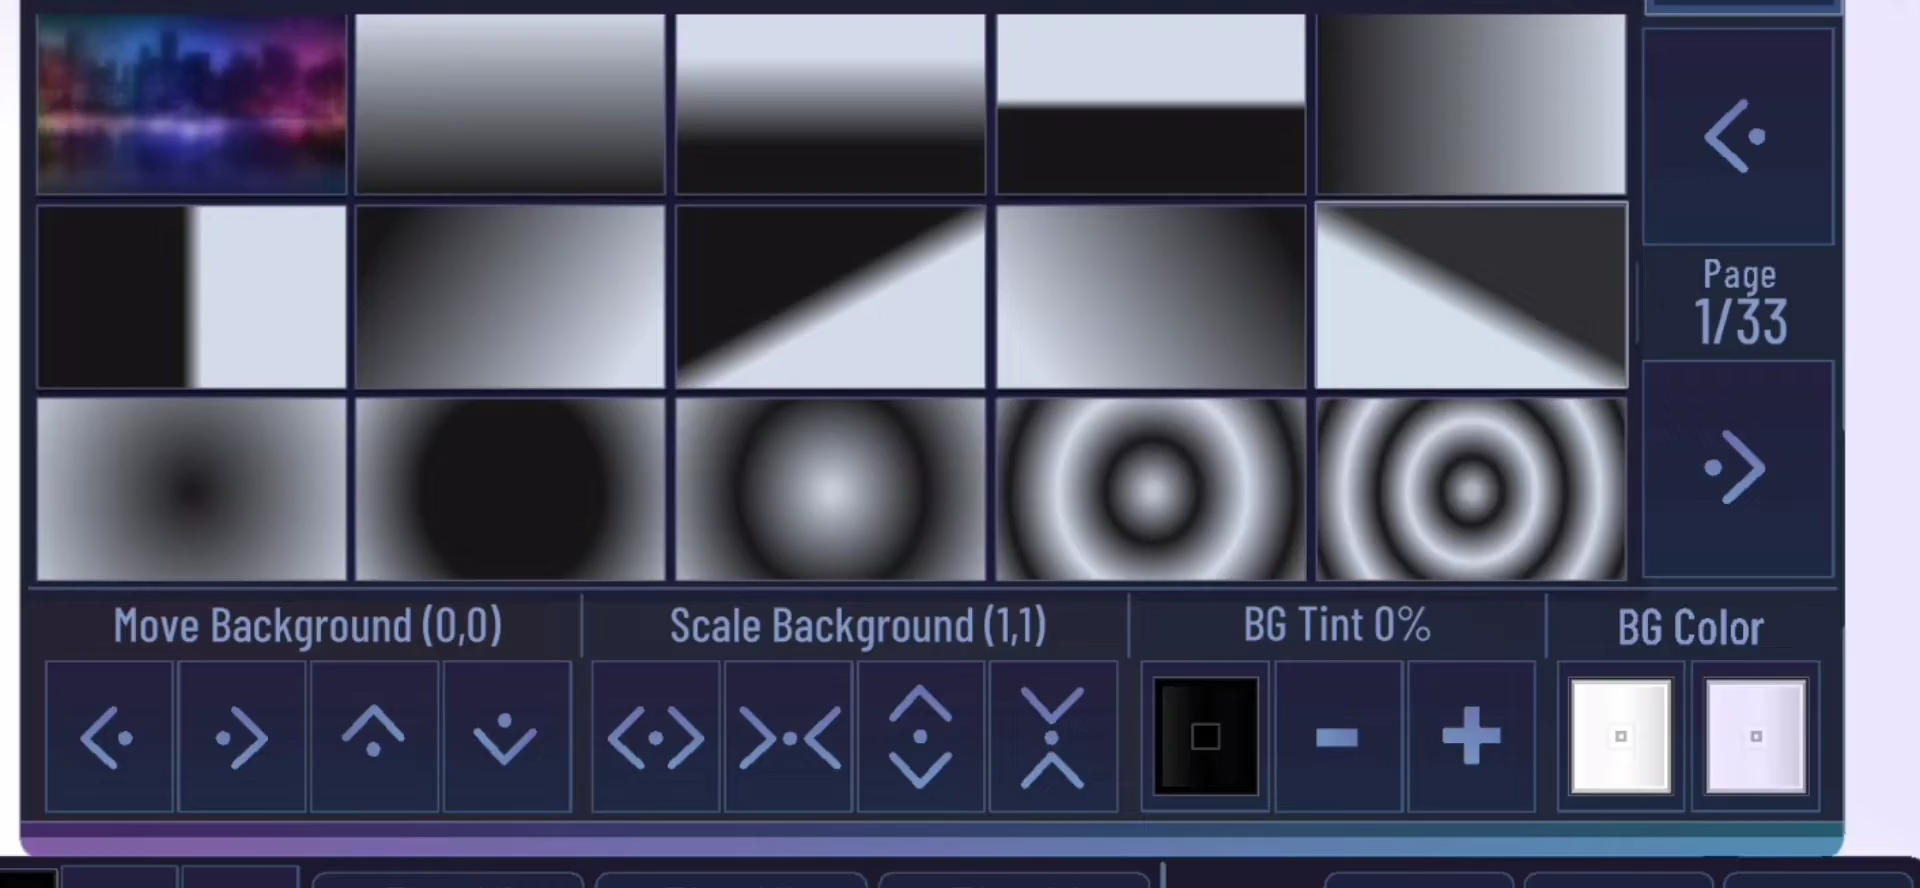 Page
1/33
Move Background (0,0)
Scale Background (1,1)
BG Tint 0%
BG Color